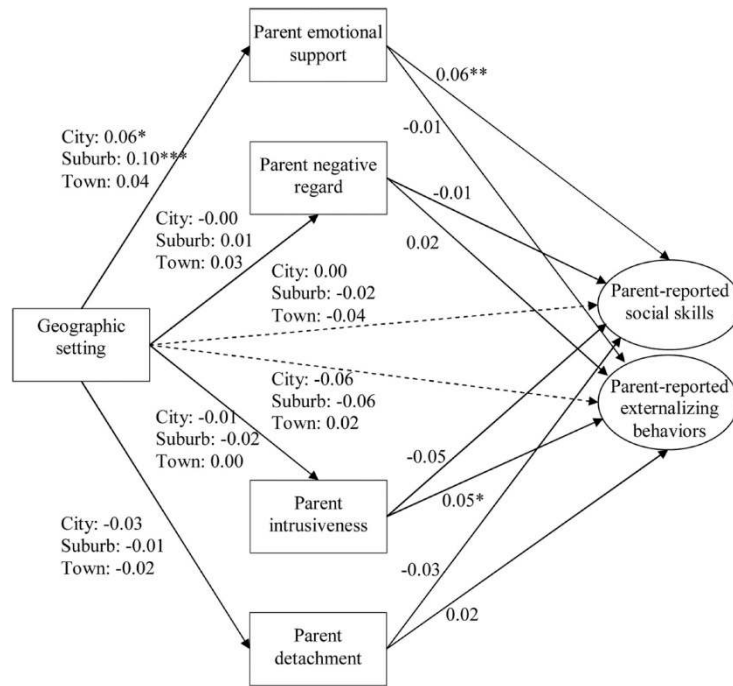 Parent emotional
support
0.06**
-0.01
City: 0.06*
Suburb: 0.10***
Town: 0.04
Parent negative
regard
-0.01
0.02
City: -0.00
Suburb: 0.01
Town: 0.03
City: 0.00
Suburb: -0.02
Town: -0.04
Parent-reported
social skills
Geographic
setting
Parent-reported
externalizing
behaviors
City: -0.06
Suburb: -0.06
Town: 0.02
City: -0.01
Suburb: -0.02
Town: 0.00
-0.05
0.05*
Parent
intrusiveness
City: -0.03
Suburb: -0.01
Town: -0.02
-0.03
0.02
Parent
detachment